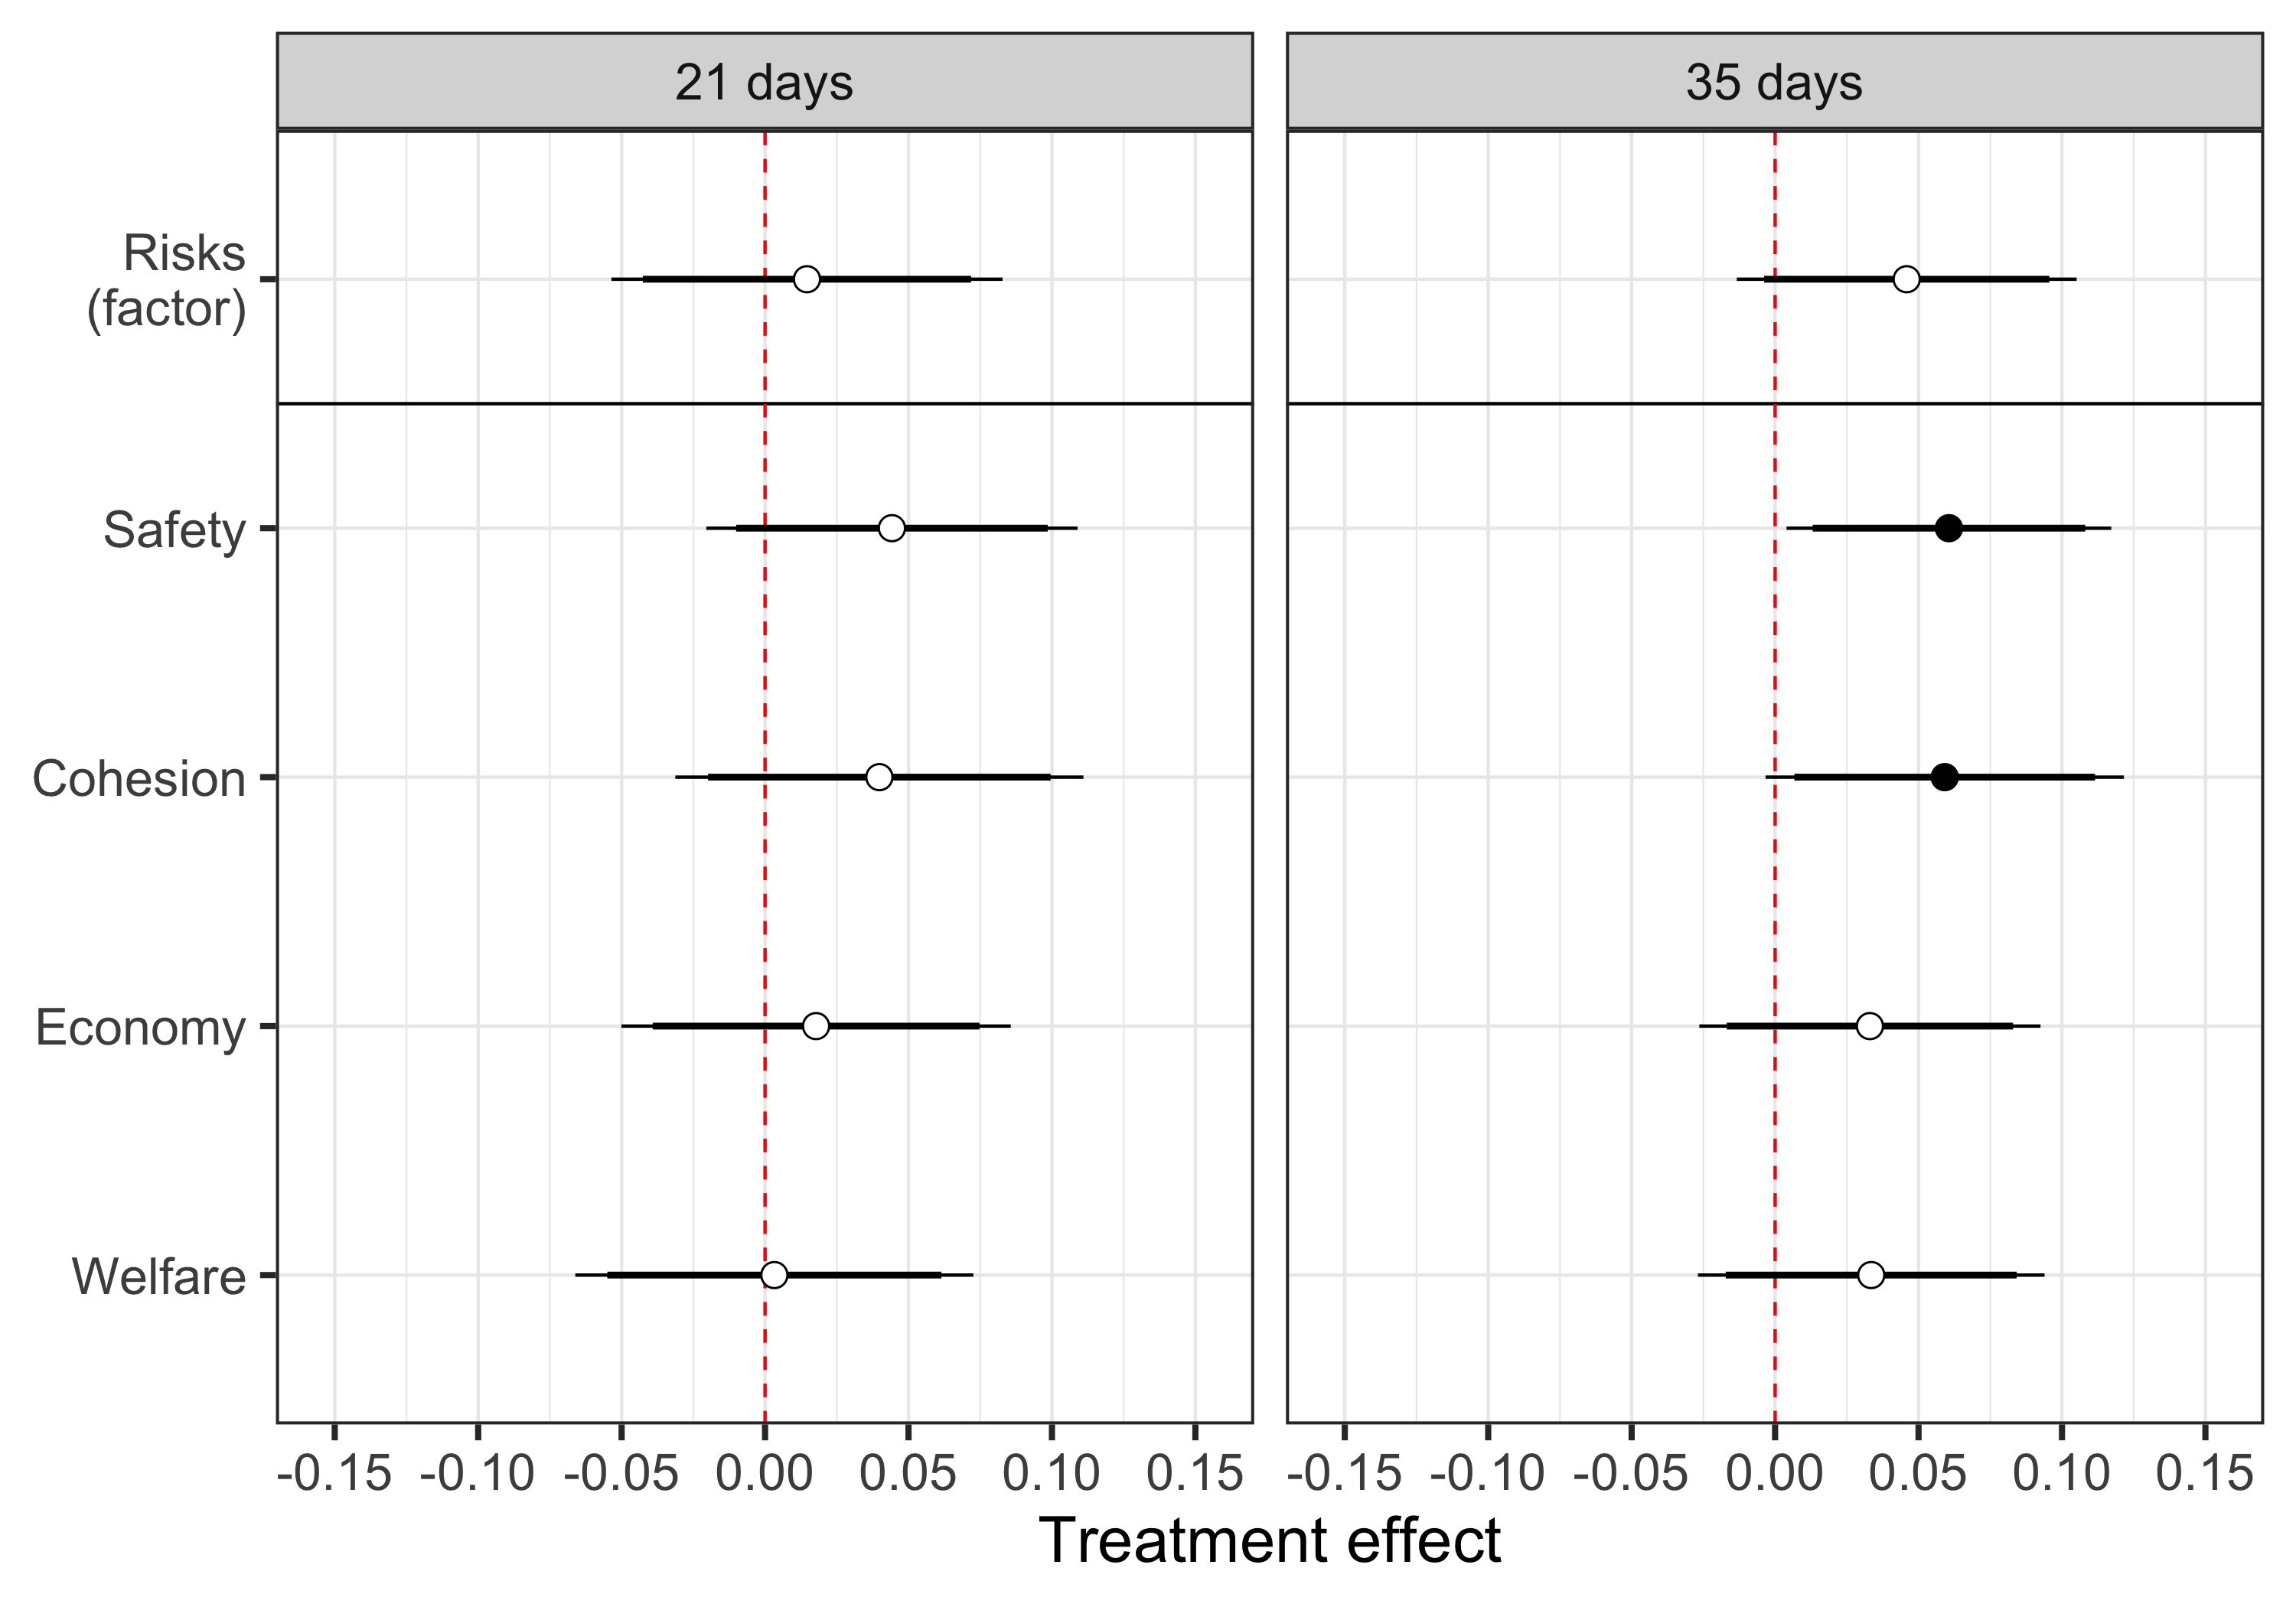 21 days
35 days
Risks
(factor)
Safety
Cohesion
Economy
Welfare
-0.15 -0.10 -0.05 0.00 0.05 0.10 0.15
-0.15 -0.10 -0.05 0.00 0.05 0.10 0.15
Treatment effect